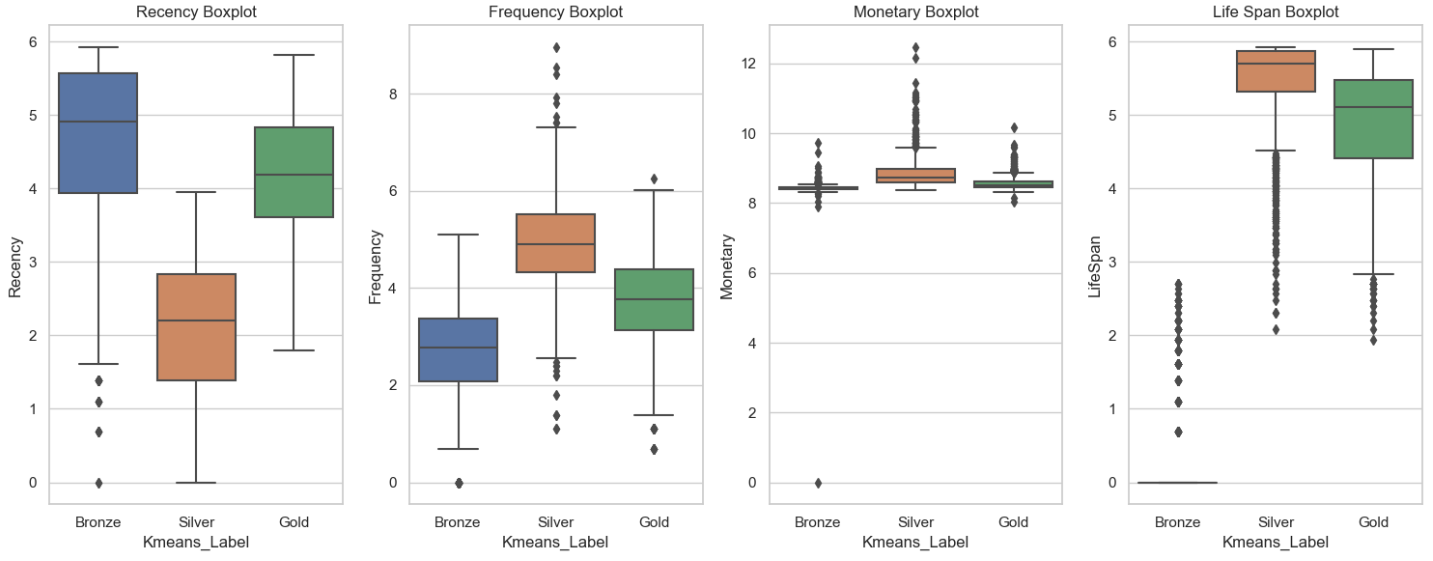 Recency Boxplot
Recency
6
5
4
3
2
1
0
Bronze Silver Gold
Kmeans_Label
Frequency Boxplot
Frequency
8
6
4
2
0
Bronze Silver Gold
Kmeans_Label
Monetary Boxplot
Monetary
12
10
8
6
4
2
0
Bronze Silver Gold
Kmeans_Label
Life Span Boxplot
LifeSpan
6
5
4
3
2
1
0
Bronze Silver Gold
Kmeans_Label